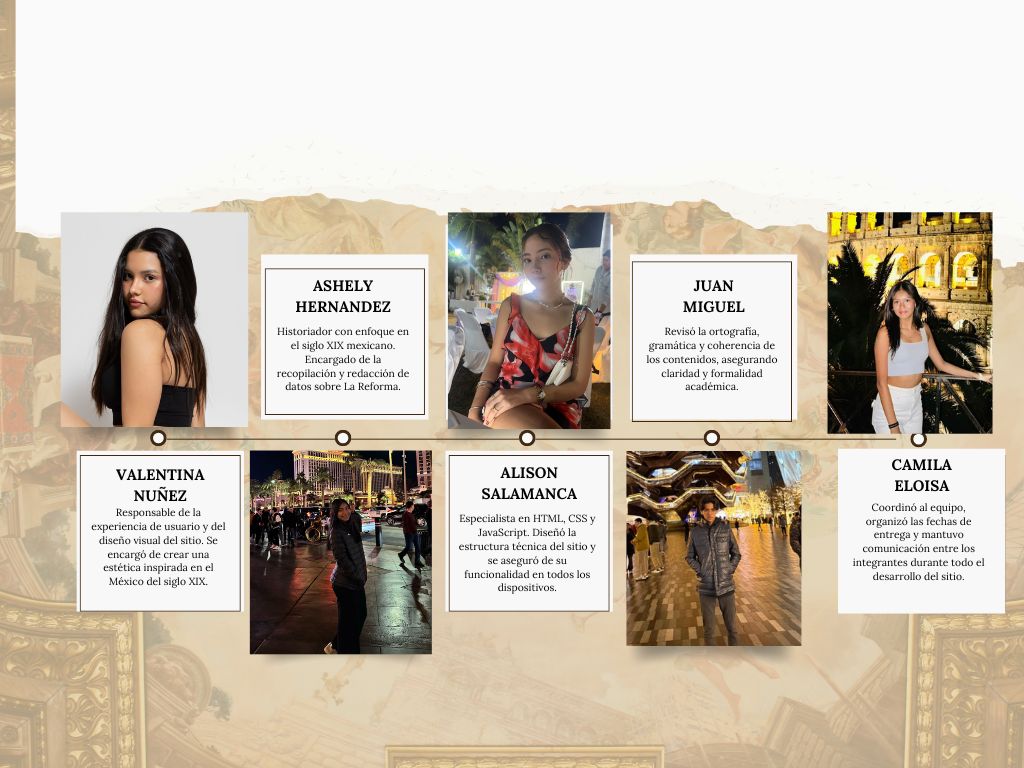 ASHELY
HERNANDEZ
Historiador con enfoque en
el siglo XIX mexicano.
Encargado de la
recopilación y redacción de
datos sobre La Reforma.
JUAN
MIGUEL
Revisó la ortografía,
gramática y coherencia de
los contenidos, asegurando
claridad y formalidad
académica.
VALENTINA
NUÑEZ
Responsable de la
experiencia de usuario y del
diseño visual del sitio. Se
encargó de crear una
estética inspirada en el
México del siglo XIX.
ALISON
SALAMANCA
Especialista en HTML, CSS y
JavaScript. Diseñó la
estructura técnica del sitio y
se aseguró de su
funcionalidad en todos los
dispositivos.
CAMILA
ELOISA
Coordinó al equipo,
organizó las fechas de
entrega y mantuvo
comunicación entre los
integrantes durante todo el
desarrollo del sitio.